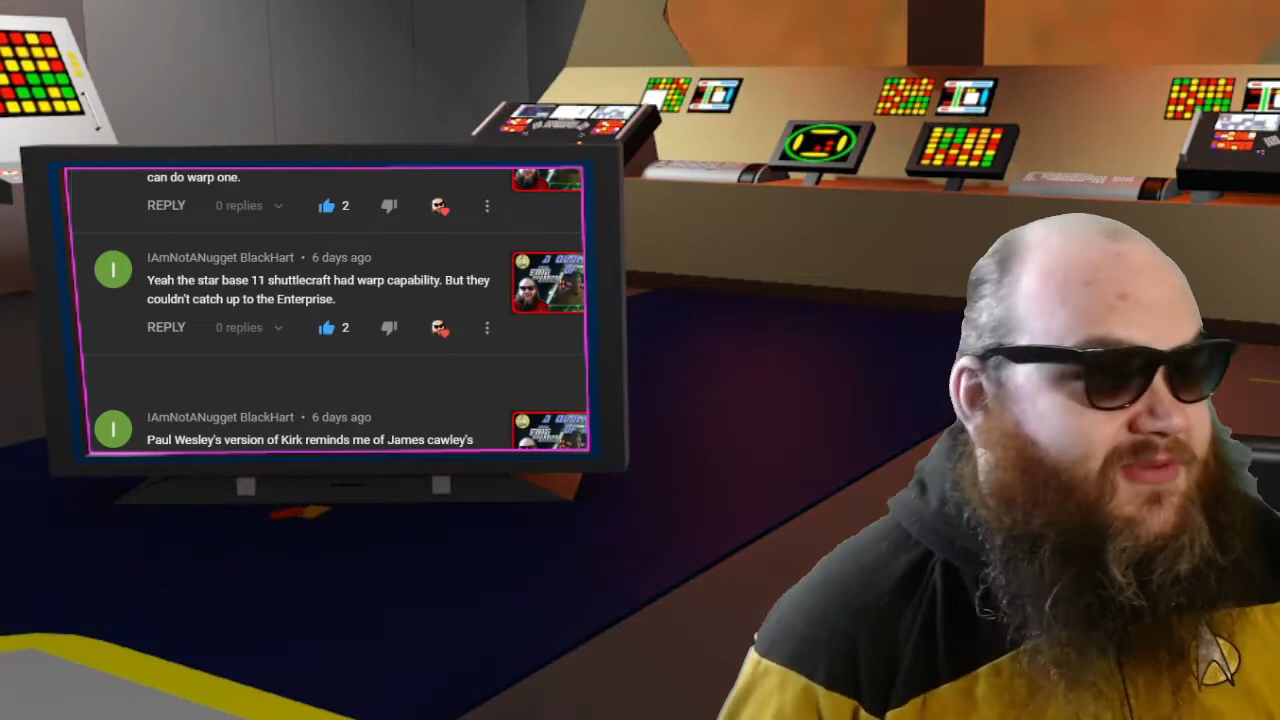 can do warp one.
REPLY 0 replies 2
IAmNotANugget BlackHart • 6 days ago
Yeah the star base 11 shuttlecraft had warp capability. But they
couldn't catch up to the Enterprise.
REPLY 0 replies 2
IAmNotANugget BlackHart • 6 days ago
Paul Wesley's version of Kirk reminds me of James cawley's
I
I